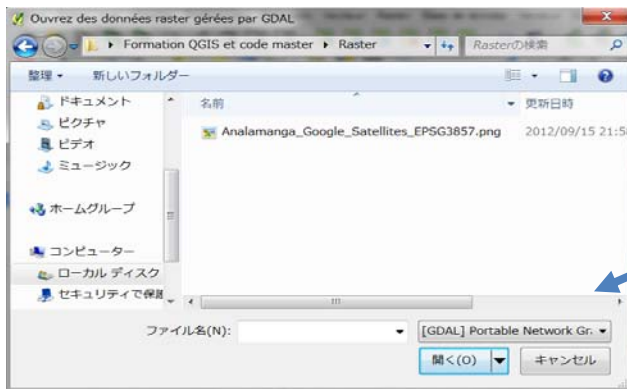 Ouvrez des données raster gérées par GDAL
Formation QGIS et code master ▸ Raster
Rasterの検索
整理
新しいフォルダー
ドキュメント
ピクチャ
ビデオ
ミュージック
ホームグループ
コンピューター
ローカル ディスク
セキュリティで保護
名前
更新日時
Analamanga_Google_Satellites_EPSG3857.png
2012/09/15 21:5
ファイル名(N):
[GDAL] Portable Network Gr.
開く(O)
キャンセル